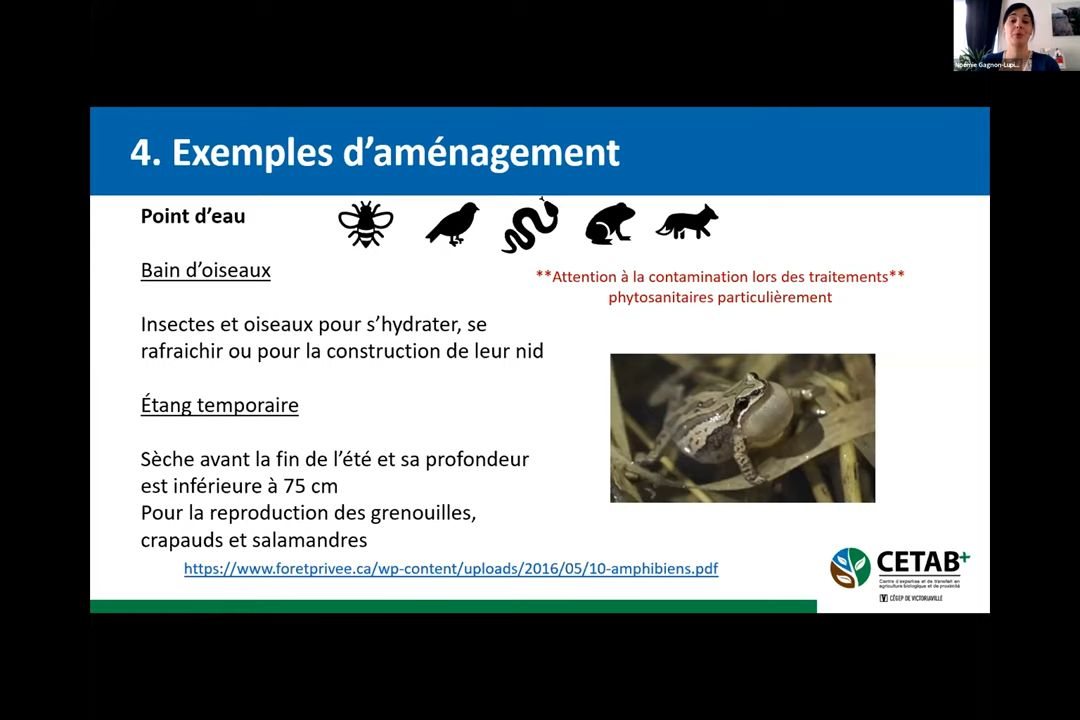 Noémie Gagnon-Lupi...
4. Exemples d’aménagement
Point d’eau
Bain d’oiseaux
**Attention à la contamination lors des traitements**
phytosanitaires particulièrement
Insectes et oiseaux pour s’hydrater, se
rafraichir ou pour la construction de leur nid
Étang temporaire
Sèche avant la fin de l’été et sa profondeur
est inférieure à 75 cm
Pour la reproduction des grenouilles,
crapauds et salamandres
https://www.foretprivee.ca/wp-content/uploads/2016/05/10-amphibiens.pdf
CETAB+
Centre d’expertise et de transfert en
agriculture biologique et de proximité
CÉGEP DE VICTORIAVILLE